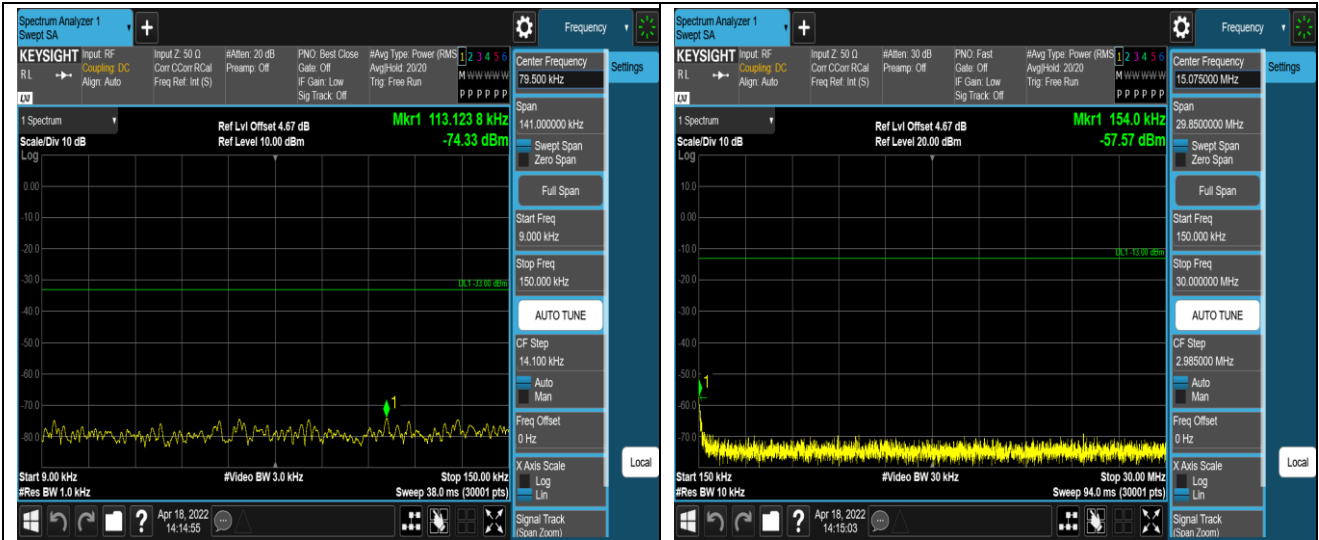 Spectrum Analyzer 1
Swept SA
+
Frequency
KEYSIGHT
RL
LXI
Input: RF
Coupling: DC
Align: Auto
Input Z: 50 Ω
Corr CCorr RCal
Freq Ref: Int (S)
#Atten: 20 dB
Preamp: Off
PNO: Best Close
Gate: Off
IF Gain: Low
Sig Track: Off
#Avg Type: Power (RMS
Avg|Hold: 20/20
Trig: Free Run
1 2 3 4 5 6
M W W W W W
P P P P P P
1 Spectrum
Scale/Div 10 dB
Ref Lvl Offset 4.67 dB
Ref Level 10.00 dBm
Mkr1 113.123 8 kHz
-74.33 dBm
Log
0.00
-10.0
-20.0
-30.0
-40.0
-50.0
-60.0
-70.0
-80.0
DL1 -33.00 dBm
1
Start 9.00 kHz
#Res BW 1.0 kHz
#Video BW 3.0 kHz
Stop 150.00 kHz
Sweep 38.0 ms (30001 pts)
Center Frequency
79.500 kHz
Settings
Span
141.000000 kHz
Swept Span
Zero Span
Full Span
Start Freq
9.000 kHz
Stop Freq
150.000 kHz
AUTO TUNE
CF Step
14.100 kHz
Auto
Man
Freq Offset
0 Hz
X Axis Scale
Log
Lin
Local
Signal Track
(Span Zoom)
?
Apr 18, 2022
14:14:55
Spectrum Analyzer 1
Swept SA
+
Frequency
KEYSIGHT
RL
LXI
Input: RF
Coupling: DC
Align: Auto
Input Z: 50 Ω
Corr CCorr RCal
Freq Ref: Int (S)
#Atten: 30 dB
Preamp: Off
PNO: Fast
Gate: Off
IF Gain: Low
Sig Track: Off
#Avg Type: Power (RMS
Avg|Hold: 20/20
Trig: Free Run
1 2 3 4 5 6
M W W W W W
P P P P P P
1 Spectrum
Scale/Div 10 dB
Ref Lvl Offset 4.67 dB
Ref Level 20.00 dBm
Mkr1 154.0 kHz
-57.57 dBm
Log
10.0
0.00
-10.0
-20.0
-30.0
-40.0
-50.0
-60.0
-70.0
DL1 -13.00 dBm
1
Start 150 kHz
#Res BW 10 kHz
#Video BW 30 kHz
Stop 30.00 MHz
Sweep 94.0 ms (30001 pts)
Center Frequency
15.075000 MHz
Settings
Span
29.8500000 MHz
Swept Span
Zero Span
Full Span
Start Freq
150.000 kHz
Stop Freq
30.000000 MHz
AUTO TUNE
CF Step
2.985000 MHz
Auto
Man
Freq Offset
0 Hz
X Axis Scale
Log
Lin
Local
Signal Track
(Span Zoom)
?
Apr 18, 2022
14:15:03